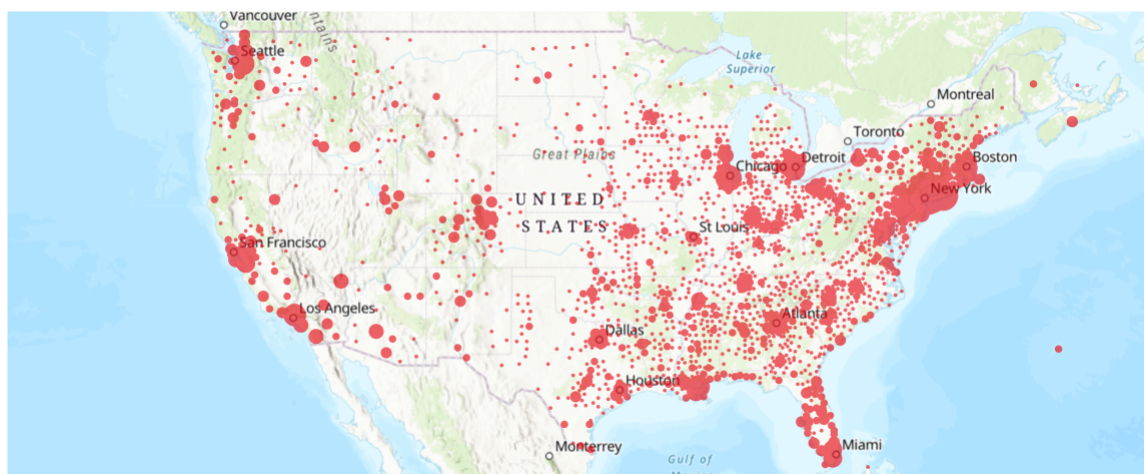 Vancouver
ntains
Seattle
Lake
Superior
Montreal
Toronto
Great Plains
Chicago
Detroit
Boston
New York
UNITED
STATES
St Louis
San Francisco
Los Angeles
Atlanta
Dallas
Houston
Miami
Monterrey
Gulf of